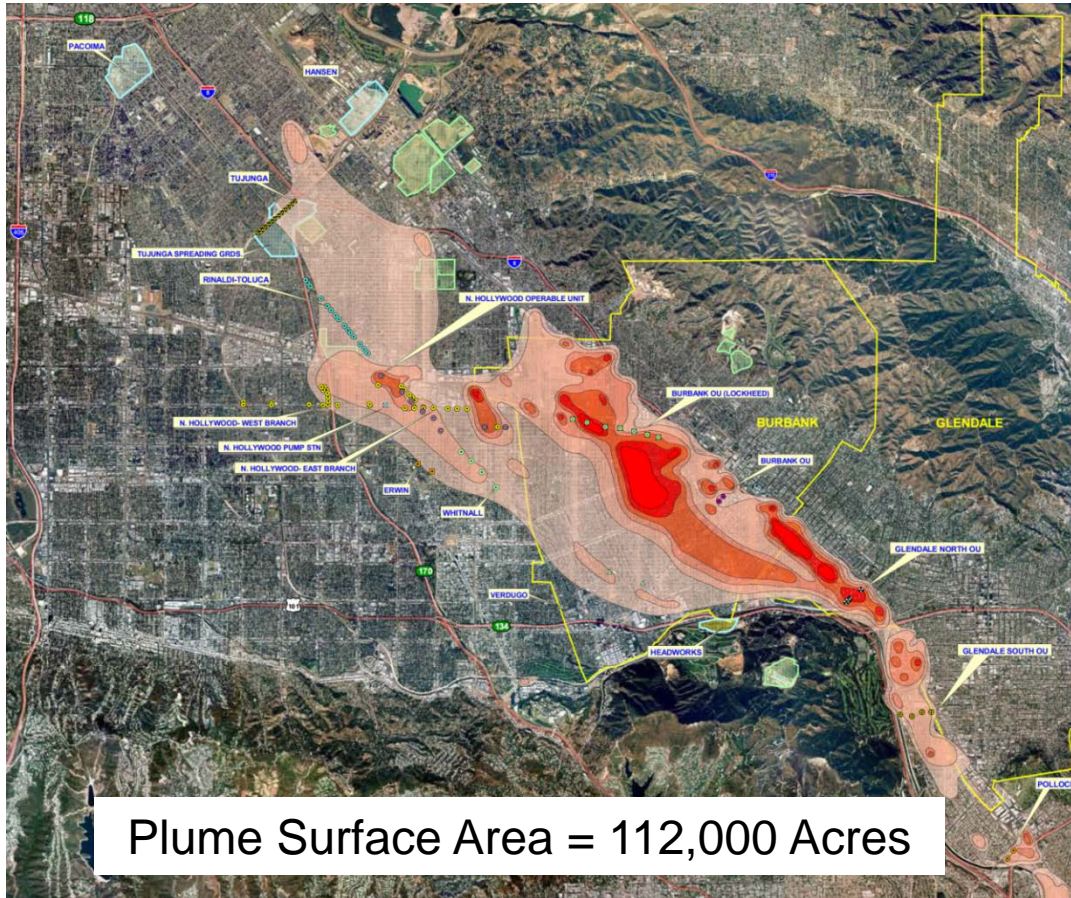 118
PACOIMA
5
HANSEN
210
TUJUNGA
405
TUJUNGA SPREADING GRDS.
5
RINALDI-TOLUCA
N. HOLLYWOOD OPERABLE UNIT
BURBANK OU (LOCKHEED)
BURBANK
GLENDALE
N. HOLLYWOOD- WEST BRANCH
N. HOLLYWOOD PUMP STN
N. HOLLYWOOD- EAST BRANCH
BURBANK OU
ERWIN
WHITNALL
GLENDALE NORTH OU
170
VERDUGO
101
134
HEADWORKS
GLENDALE SOUTH OU
POLLOC
Plume Surface Area = 112,000 Acres